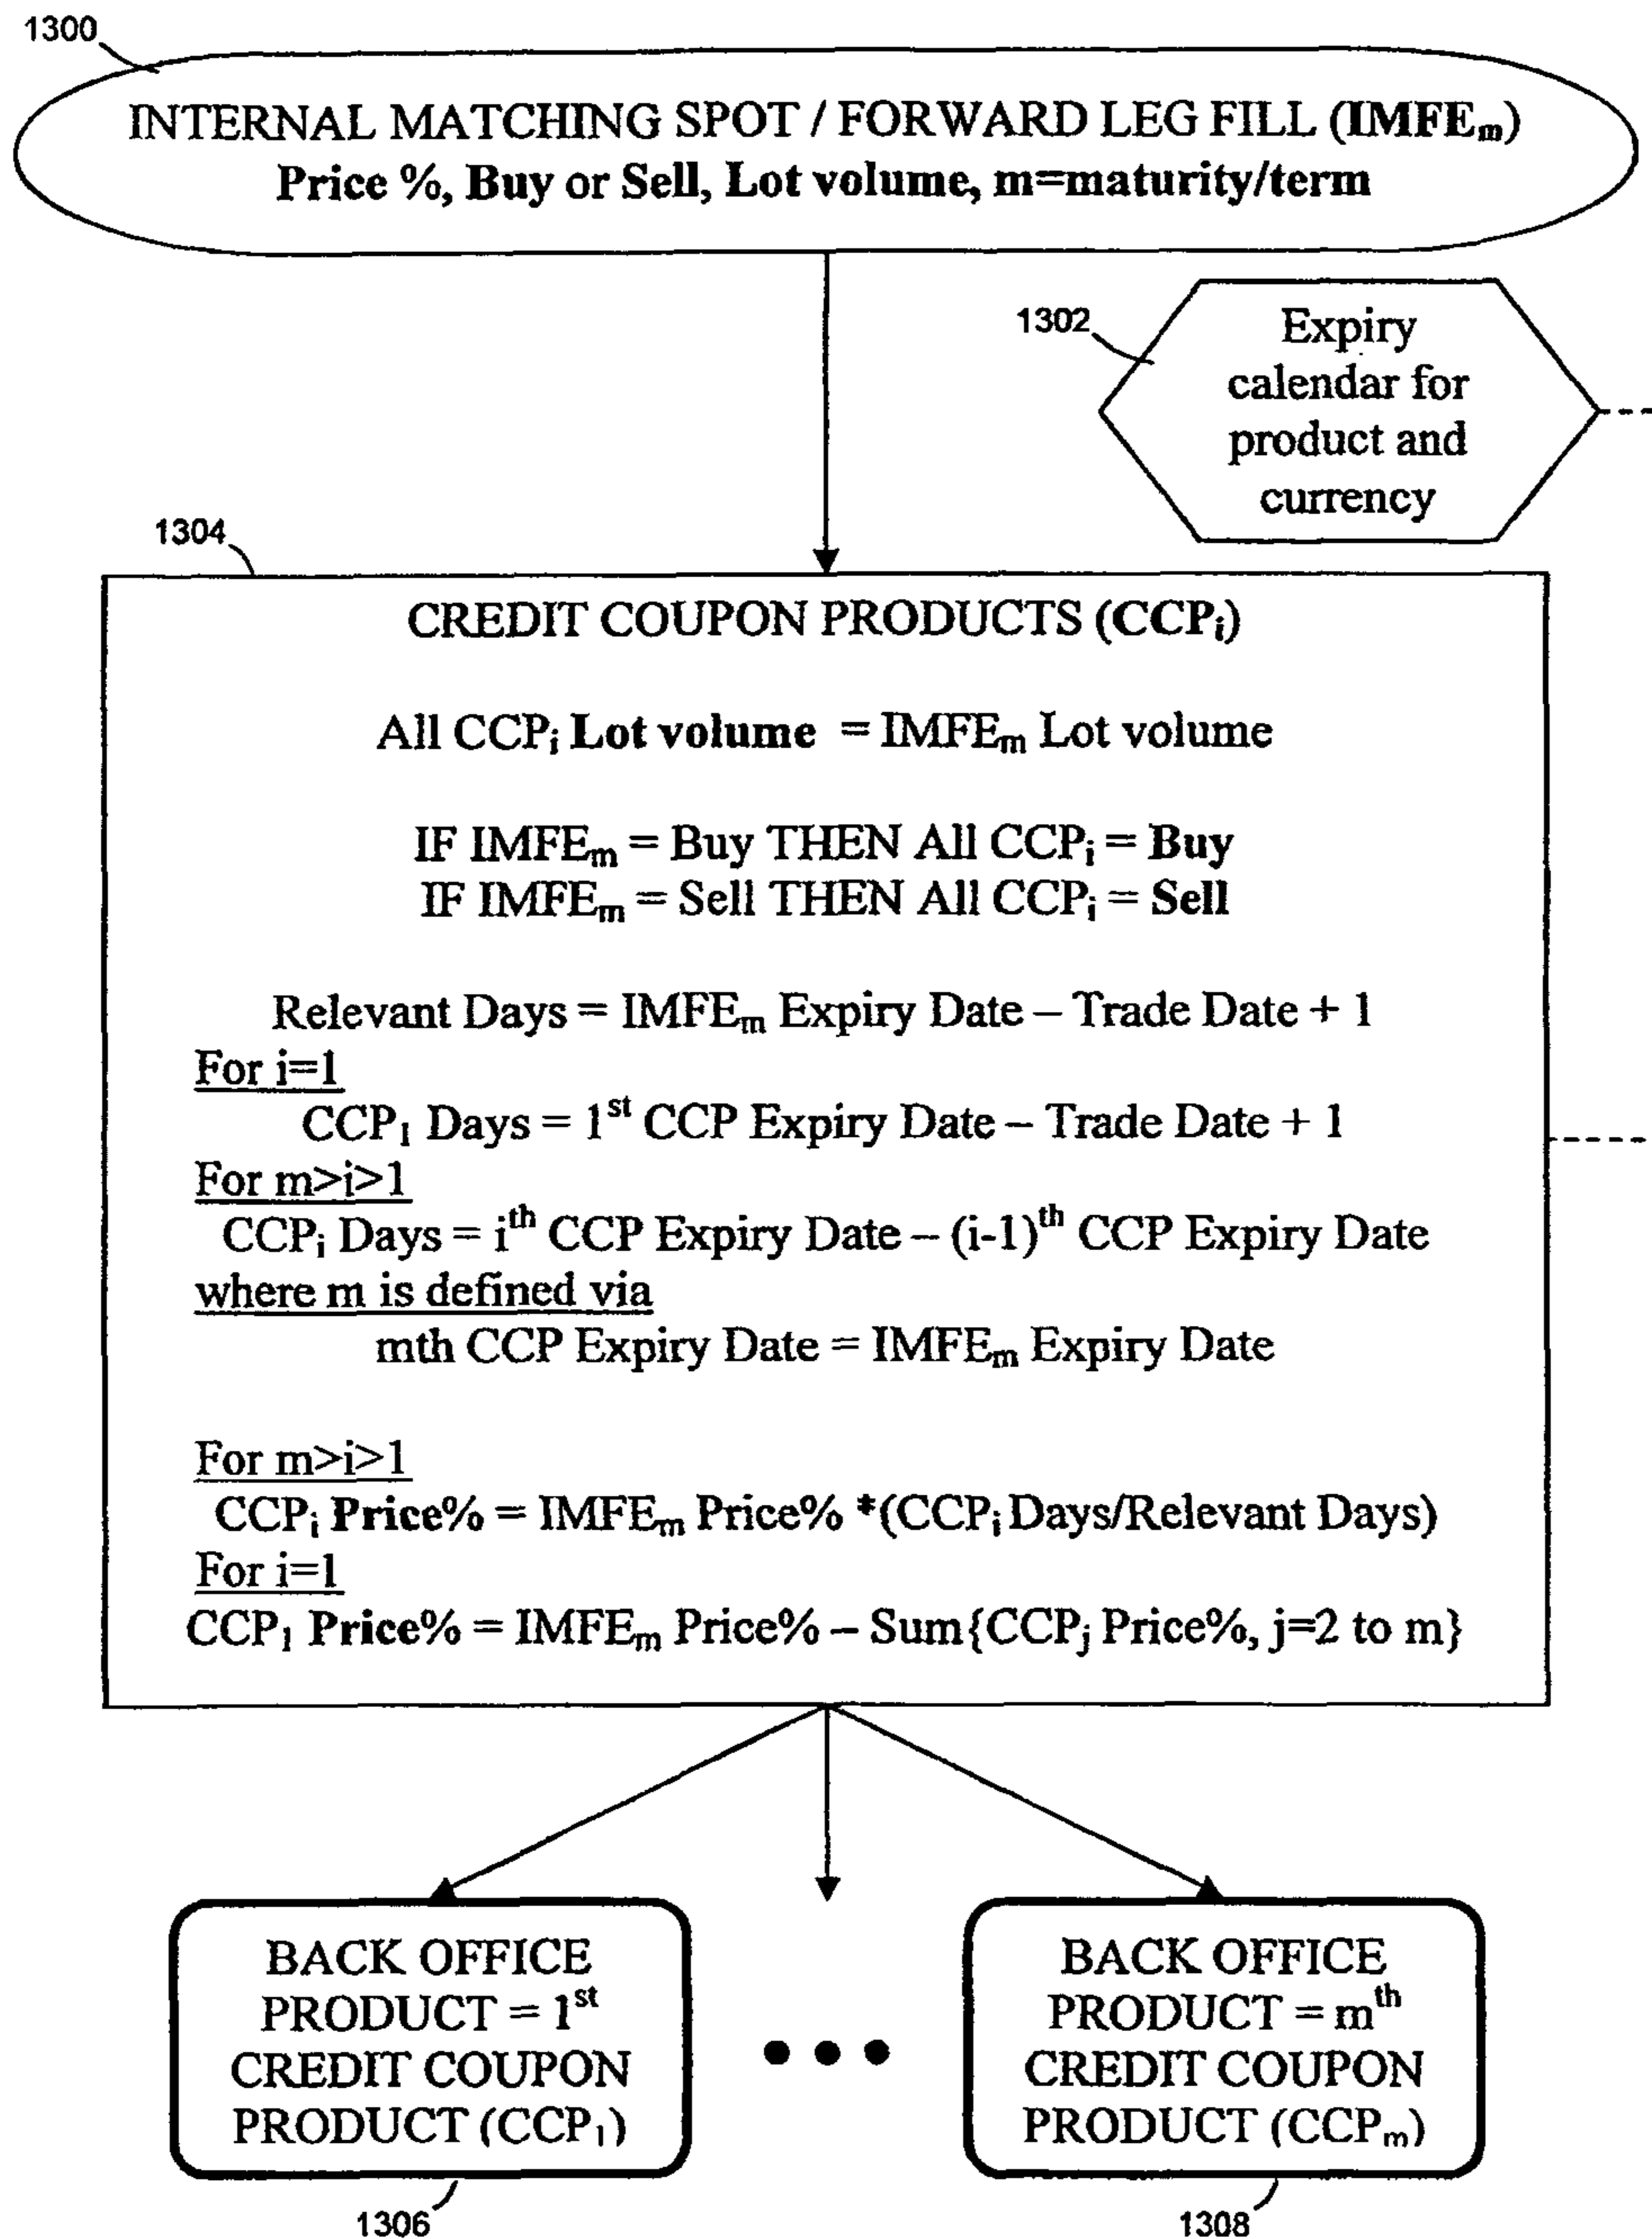 1300
INTERNAL MATCHING SPOT / FORWARD LEG FILL (IMFEm)
Price %, Buy or Sell, Lot volume, m=maturity/term
1302
Expiry
calendar for
product and
currency
1304
CREDIT COUPON PRODUCTS (CCPi)
All CCPi Lot volume = IMFEm Lot volume
IF IMFEm = Buy THEN All CCPi = Buy
IF IMFEm = Sell THEN All CCPi = Sell
Relevant Days = IMFEm Expiry Date – Trade Date + 1
For i=1
CCP1 Days = 1st CCP Expiry Date – Trade Date + 1
For m>i>1
CCPi Days = ith CCP Expiry Date – (i-1)th CCP Expiry Date
where m is defined via
mth CCP Expiry Date = IMFEm Expiry Date
For m>i>1
CCPi Price% = IMFEm Price% *(CCPi Days/Relevant Days)
For i=1
CCP1 Price% = IMFEm Price% – Sum{CCPj Price%, j=2 to m}
BACK OFFICE
PRODUCT = 1st
CREDIT COUPON
PRODUCT (CCP1)
1306
BACK OFFICE
PRODUCT = mth
CREDIT COUPON
PRODUCT (CCPm)
1308